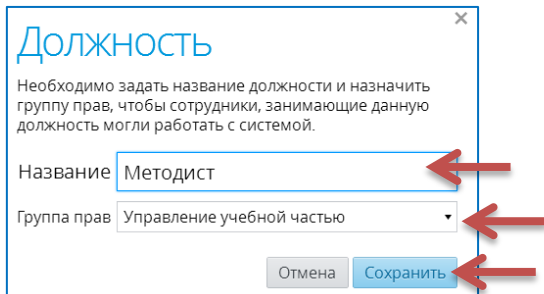 Должность
Необходимо задать название должности и назначить
группу прав, чтобы сотрудники, занимающие данную
должность могли работать с системой.
Название Методист
Группа прав Управление учебной частью
Отмена Сохранить